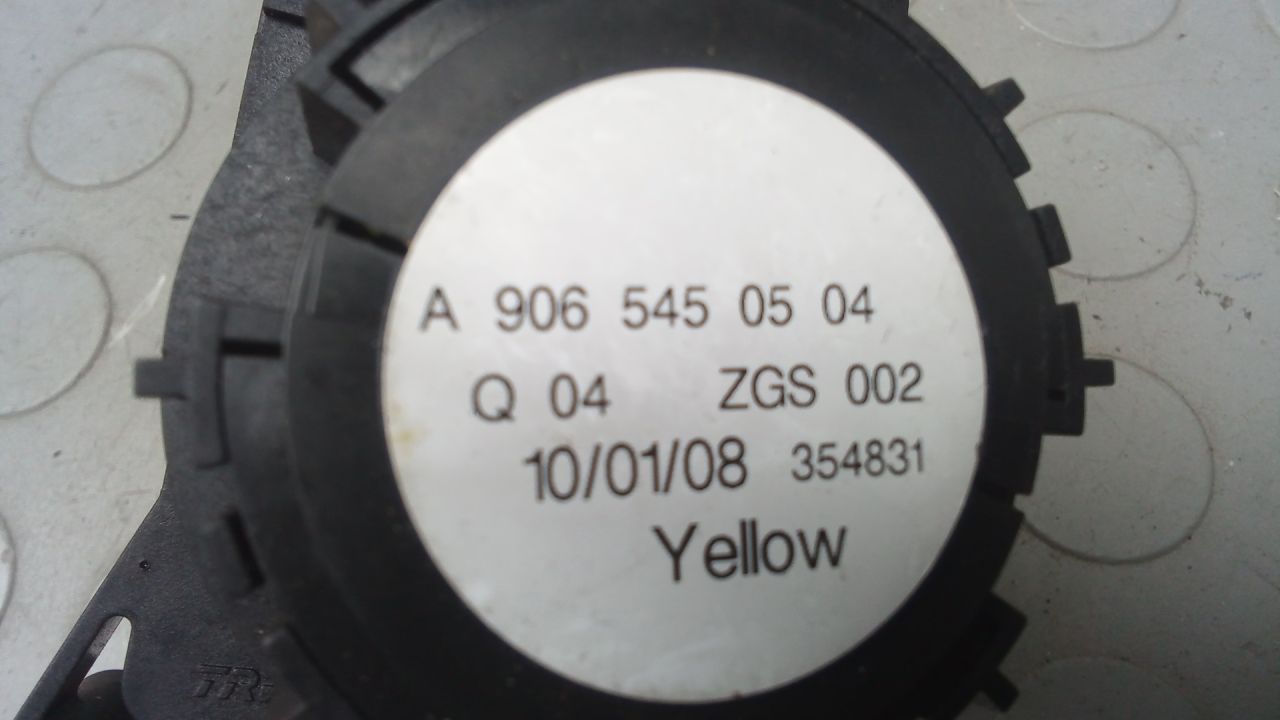 A 906 545 05 04
Q 04 ZGS 002
10/01/08 354831
Yellow